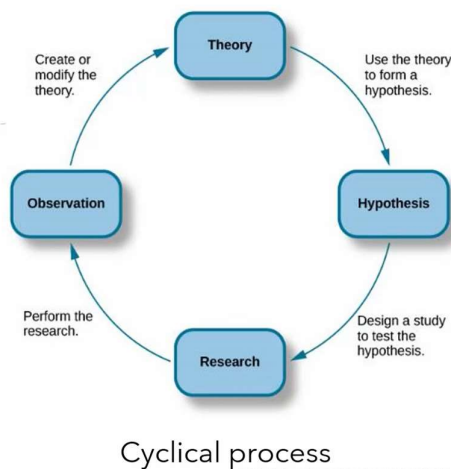 Theory
Use the theory
to form a
hypothesis.
Hypothesis
Design a study
to test the
hypothesis.
Research
Perform the
research.
Observation
Create or
modify the
theory.
Cyclical process